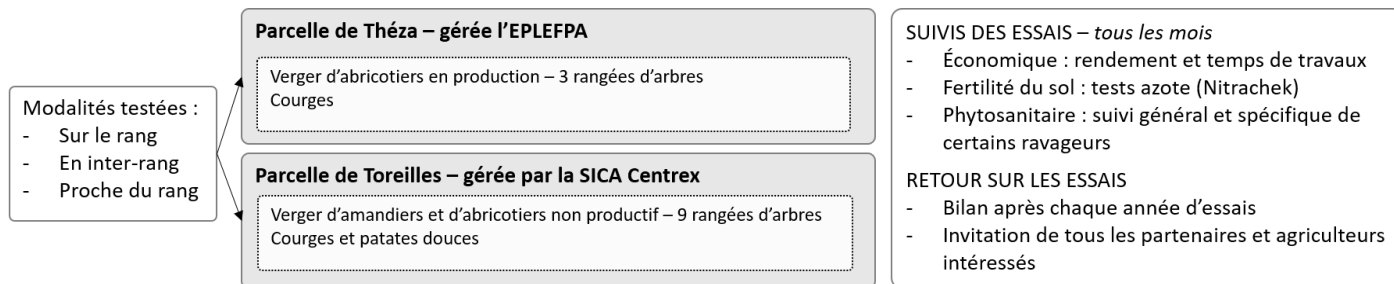 Modalités testées :
- Sur le rang
- En inter-rang
- Proche du rang
Parcelle de Théza – gérée l’EPLEFPA
Verger d’abricotiers en production – 3 rangées d’arbres
Courges
Parcelle de Toreilles – gérée par la SICA Centrex
Verger d’amandiers et d’abricotiers non productif – 9 rangées d’arbres
Courges et patates douces
SUIVIS DES ESSAIS – tous les mois
- Économique : rendement et temps de travaux
- Fertilité du sol : tests azote (Nitrachek)
- Phytosanitaire : suivi général et spécifique de
certains ravageurs
RETOUR SUR LES ESSAIS
- Bilan après chaque année d’essais
- Invitation de tous les partenaires et agriculteurs
intéressés